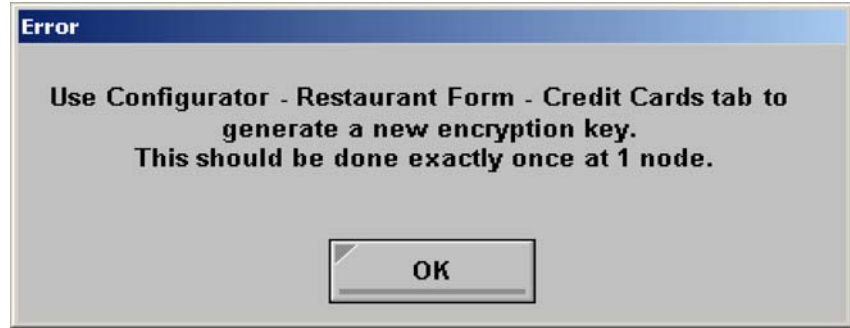 Error
Use Configurator - Restaurant Form - Credit Cards tab to
generate a new encryption key.
This should be done exactly once at 1 node.
OK